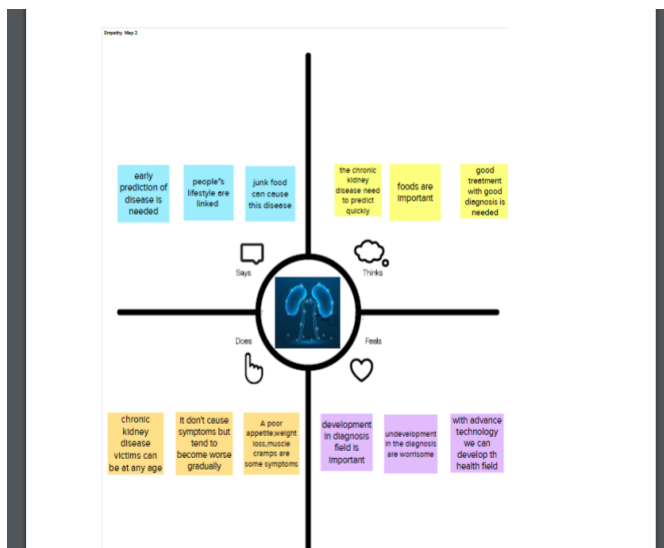 Empathy Map 2
early
prediction of
disease is
needed
people"s
lifestyle are
linked
junk food
can cause
this disease
the chronic
kidney
disease need
to predict
quickly
foods are
important
good
treatment
with good
diagnosis is
needed
Says
Thinks
Does
Feels
chronic
kidney
disease
victims can
be at any age
It don't cause
symptoms but
tend to
become worse
gradually
A poor
appetite,weight
loss,muscle
cramps are
some symptoms
development
in diagnosis
field is
important
undevelopment
in the diagnosis
are worrisome
with advance
technology
we can
develop th
health field